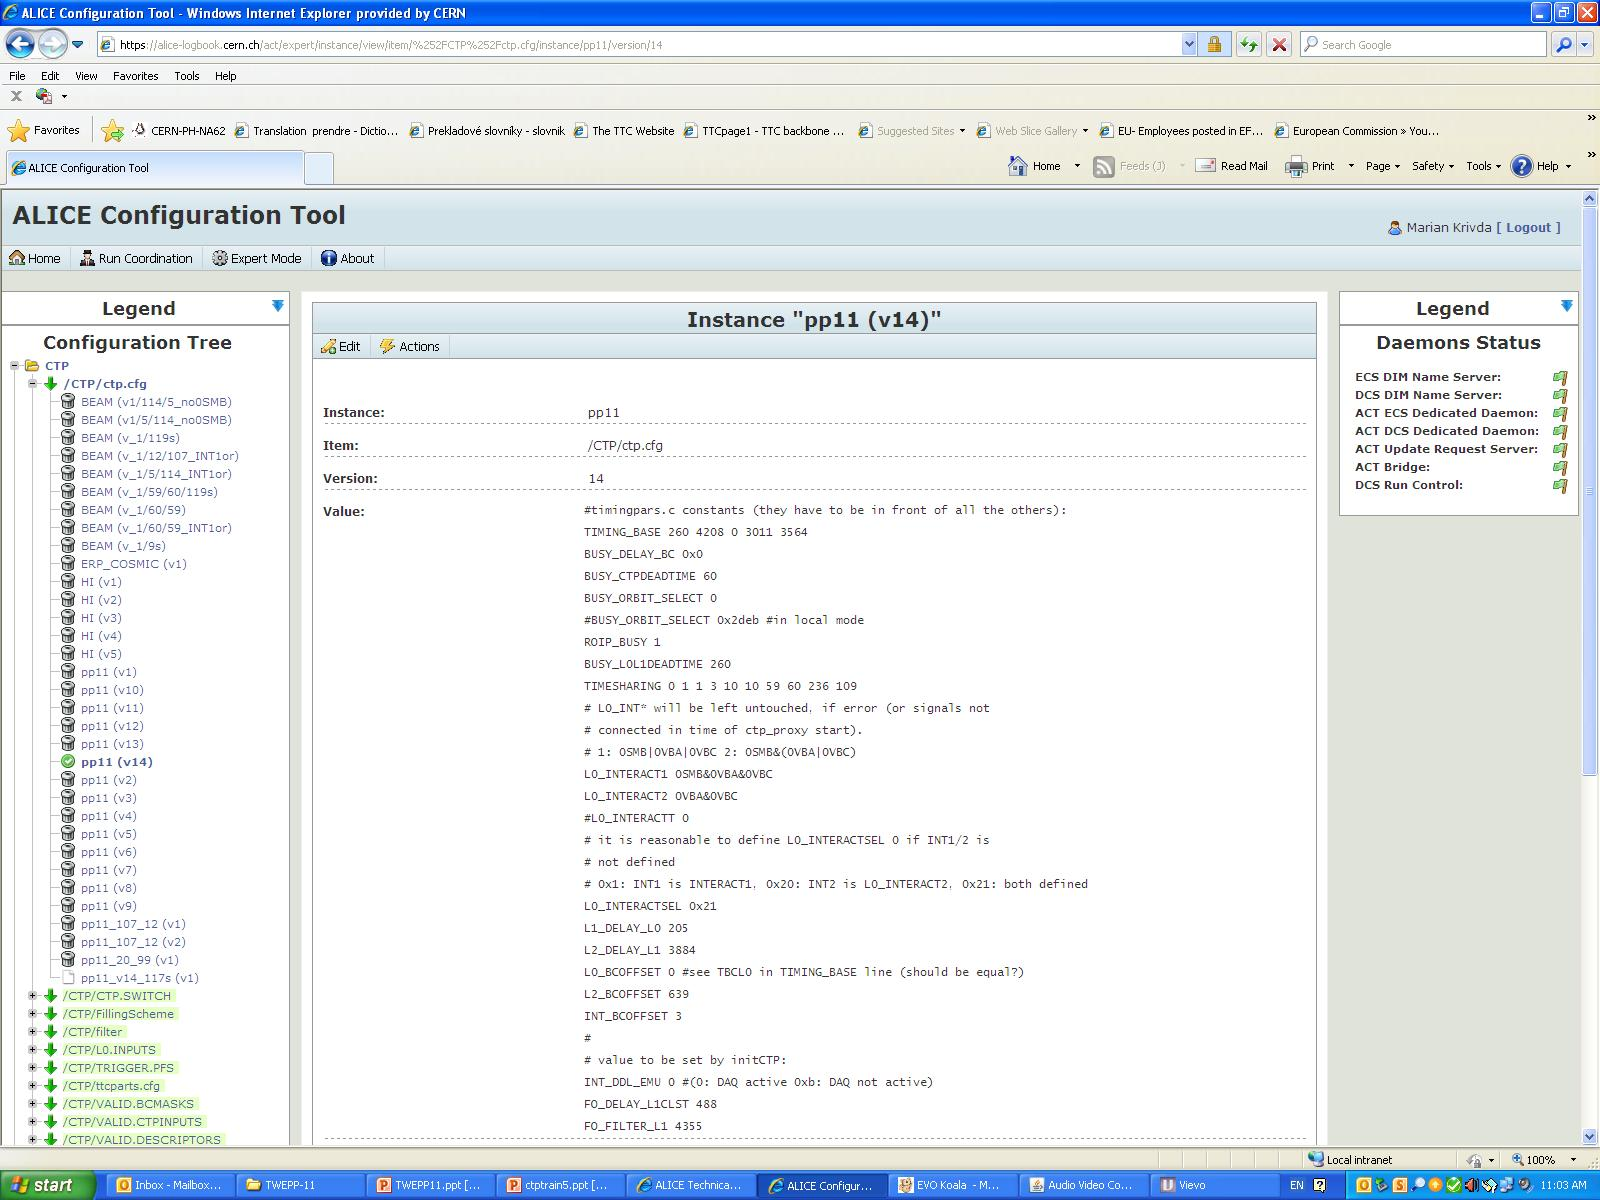 ALICE Configuration Tool - Windows Internet Explorer provided by CERN
https://alice-logbook.cern.ch/act/expert/instance/view/item/%252FCTP%252Fctp.cfg/instance/pp11/version/14
Search Google
File Edit View Favorites Tools Help
X
Favorites CERN-PH-NA62 Translation prendre - Dictio... Prekladové slovníky - slovnik The TTC Website TTCpage1 - TTC backbone ... Suggested Sites Web Slice Gallery EU- Employees posted in EF... European Commission » You...
ALICE Configuration Tool Home Feeds (J) Read Mail Print Page Safety Tools Help
ALICE Configuration Tool
Marian Krivda [ Logout ]
Home Run Coordination Expert Mode About
Legend
Configuration Tree
CTP
/CTP/ctp.cfg
BEAM (v1/114/5_no0SMB)
BEAM (v1/5/114_no0SMB)
BEAM (v_1/119s)
BEAM (v_1/12/107_INT1or)
BEAM (v_1/5/114_INT1or)
BEAM (v_1/59/60/119s)
BEAM (v_1/60/59)
BEAM (v_1/60/59_INT1or)
BEAM (v_1/9s)
ERP_COSMIC (v1)
HI (v1)
HI (v2)
HI (v3)
HI (v4)
HI (v5)
pp11 (v1)
pp11 (v10)
pp11 (v11)
pp11 (v12)
pp11 (v13)
pp11 (v14)
pp11 (v2)
pp11 (v3)
pp11 (v4)
pp11 (v5)
pp11 (v6)
pp11 (v7)
pp11 (v8)
pp11 (v9)
pp11_107_12 (v1)
pp11_107_12 (v2)
pp11_20_99 (v1)
pp11_v14_117s (v1)
/CTP/CTP.SWITCH
/CTP/FillingScheme
/CTP/filter
/CTP/L0.INPUTS
/CTP/TRIGGER.PFS
/CTP/ttcparts.cfg
/CTP/VALID.BCMASKS
/CTP/VALID.CTPINPUTS
/CTP/VALID.DESCRIPTORS
Instance "pp11 (v14)"
Edit Actions
Instance: pp11
Item: /CTP/ctp.cfg
Version: 14
Value: #timingpars.c constants (they have to be in front of all the others):
TIMING_BASE 260 4208 0 3011 3564
BUSY_DELAY_BC 0x0
BUSY_CTPDEADTIME 60
BUSY_ORBIT_SELECT 0
#BUSY_ORBIT_SELECT 0x2deb #in local mode
ROIP_BUSY 1
BUSY_L0L1DEADTIME 260
TIMESHARING 0 1 1 3 10 10 59 60 236 109
# L0_INT* will be left untouched, if error (or signals not
# connected in time of ctp_proxy start).
# 1: 0SMB|0VBA|0VBC 2: 0SMB&(0VBA|0VBC)
L0_INTERACT1 0SMB&0VBA&0VBC
L0_INTERACT2 0VBA&0VBC
#L0_INTERACTT 0
# it is reasonable to define L0_INTERACTSEL 0 if INT1/2 is
# not defined
# 0x1: INT1 is INTERACT1, 0x20: INT2 is L0_INTERACT2, 0x21: both defined
L0_INTERACTSEL 0x21
L1_DELAY_L0 205
L2_DELAY_L1 3884
L0_BCOFFSET 0 #see TBCL0 in TIMING_BASE line (should be equal?)
L2_BCOFFSET 639
INT_BCOFFSET 3
#
# value to be set by initCTP:
INT_DDL_EMU 0 #(0: DAQ active 0xb: DAQ not active)
FO_DELAY_L1CLST 488
FO_FILTER_L1 4355
Legend
Daemons Status
ECS DIM Name Server:
DCS DIM Name Server:
ACT ECS Dedicated Daemon:
ACT DCS Dedicated Daemon:
ACT Update Request Server:
ACT Bridge:
DCS Run Control:
Local intranet 100%
start Inbox - Mailbox... TWEPP-11 TWEPP11.ppt [... ctptrain5.ppt [... ALICE Technica... ALICE Configur... EVO Koala - M... Audio Video Co... Vievo EN 11:03 AM